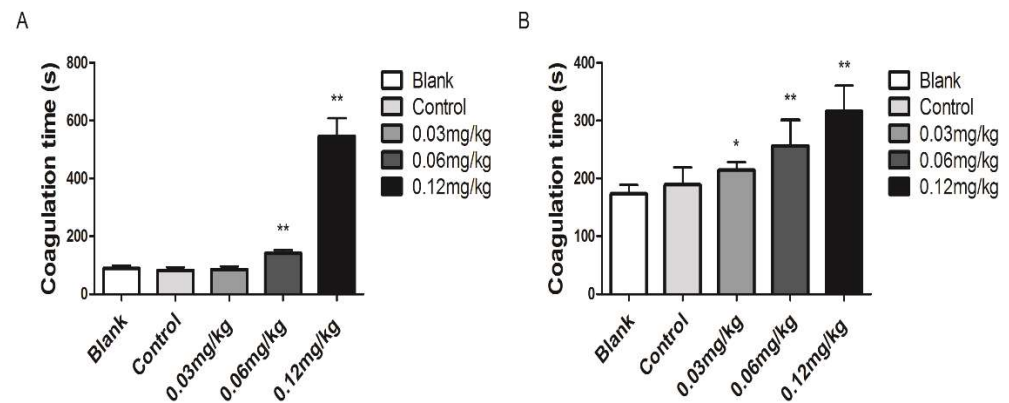 A
Coagulation time (s)
800
600
400
200
0
**
**
Blank
Control
0.03mg/kg
0.06mg/kg
0.12mg/kg
Blank
Control
0.03mg/kg
0.06mg/kg
0.12mg/kg
B
Coagulation time (s)
400
300
200
100
0
*
**
**
Blank
Control
0.03mg/kg
0.06mg/kg
0.12mg/kg
Blank
Control
0.03mg/kg
0.06mg/kg
0.12mg/kg